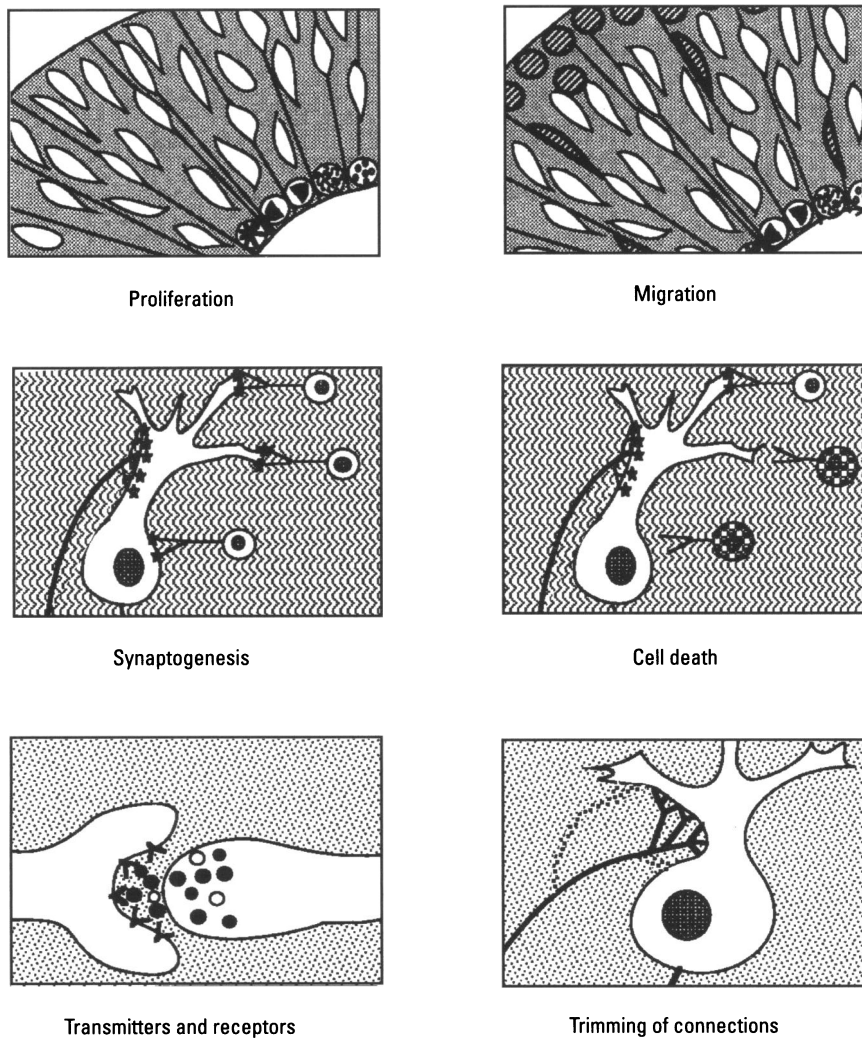 Proliferation
Migration
Synaptogenesis
Cell death
Transmitters and receptors
Trimming of connections